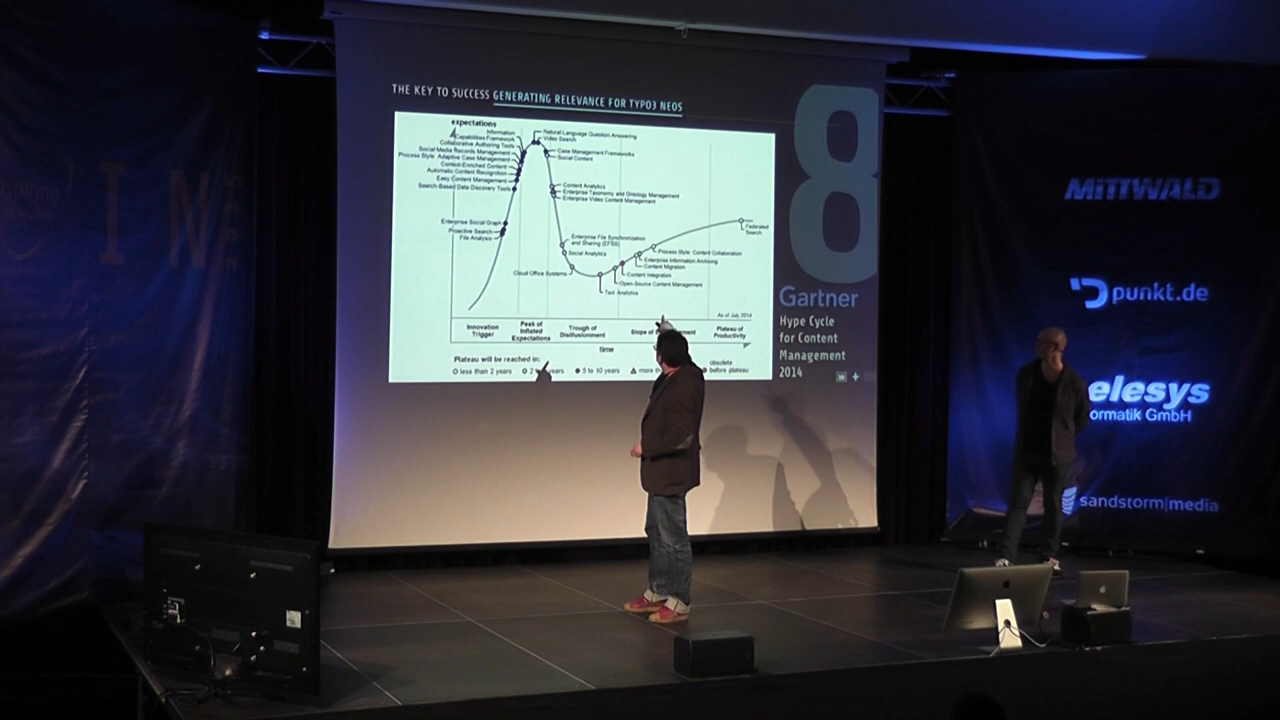 THE KEY TO SUCCESS GENERATING RELEVANCE FOR TYPO3 NEOS
8
expectations
Information
Capabilities Framework
Collaborative Authoring Tools
Social Media Records Management
Process Style: Adaptive Case Management
Context-Enriched Content
Automatic Content Recognition
Easy Content Management
Search-Based Data Discovery Tools
Enterprise Social Graph
Proactive Search
File Analysis
Natural-Language Question Answering
Video Search
Case Management Frameworks
Social Content
Content Analytics
Enterprise Taxonomy and Ontology Management
Enterprise Video Content Management
Enterprise File Synchronization
and Sharing (EFSS)
Social Analytics
Cloud Office Systems
Text Analytics
Open-Source Content Management
Content Integration
Content Migration
Enterprise Information Archiving
Process Style: Content Collaboration
Federated
Search
As of July 2014
Innovation
Trigger
Peak of
Inflated
Expectations
Trough of
Disillusionment
Slope of
Plateau of
Productivity
time
Plateau will be reached in:
less than 2 years
2 years
5 to 10 years
more
obsolete
before plateau
Gartner
Hype Cycle
for Content
Management
2014
MITTWALD
punkt.de
elesys
ormatik GmbH
sandstorm|media